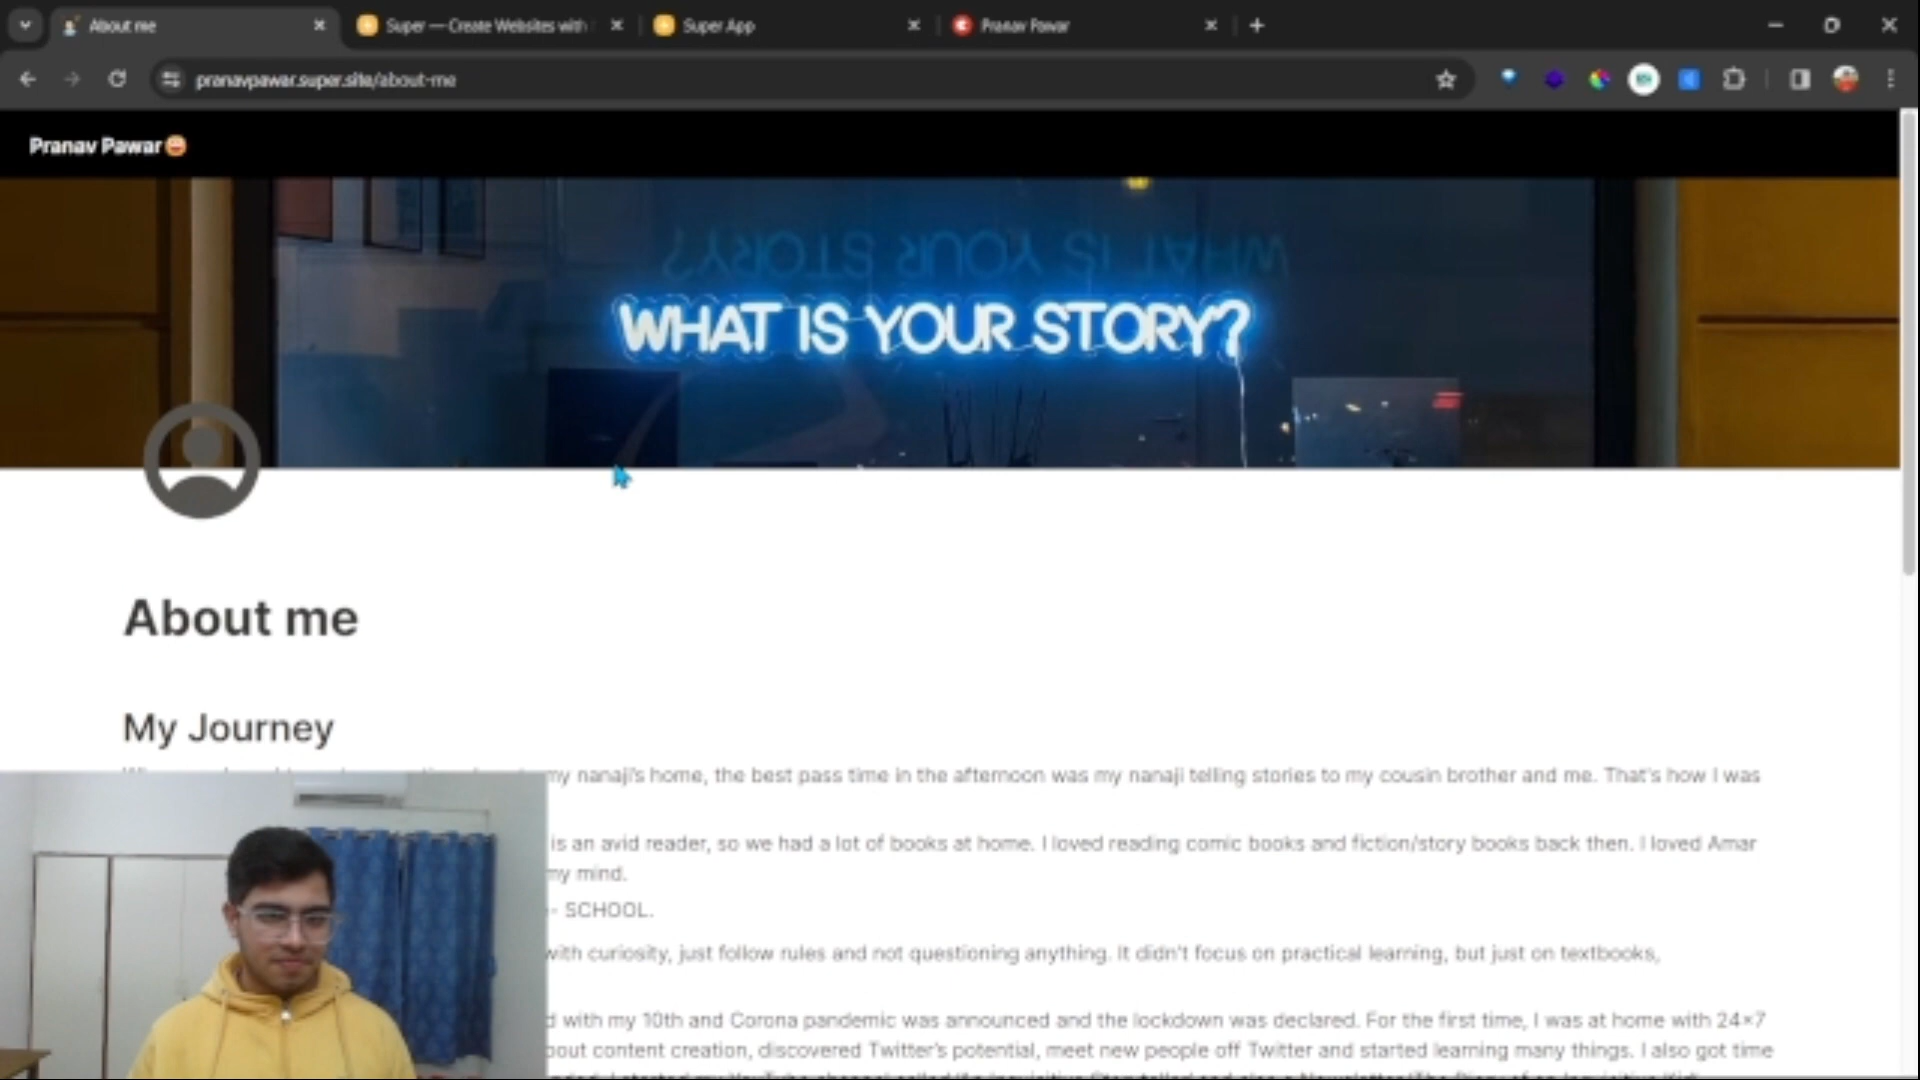 About me
Super — Create Websites with
Super App
Pranav Pawar
pranavpawar.super.site/about-me
Pranav Pawar
WHAT IS YOUR STORY?
WHAT IS YOUR STORY?
About me
My Journey
my nanaji's home, the best pass time in the afternoon was my nanaji telling stories to my cousin brother and me. That's how I was
is an avid reader, so we had a lot of books at home. I loved reading comic books and fiction/story books back then. I loved Amar
my mind.
- SCHOOL.
with curiosity, just follow rules and not questioning anything. It didn't focus on practical learning, but just on textbooks,
d with my 10th and Corona pandemic was announced and the lockdown was declared. For the first time, I was at home with 24×7
bout content creation, discovered Twitter's potential, meet new people off Twitter and started learning many things. I also got time